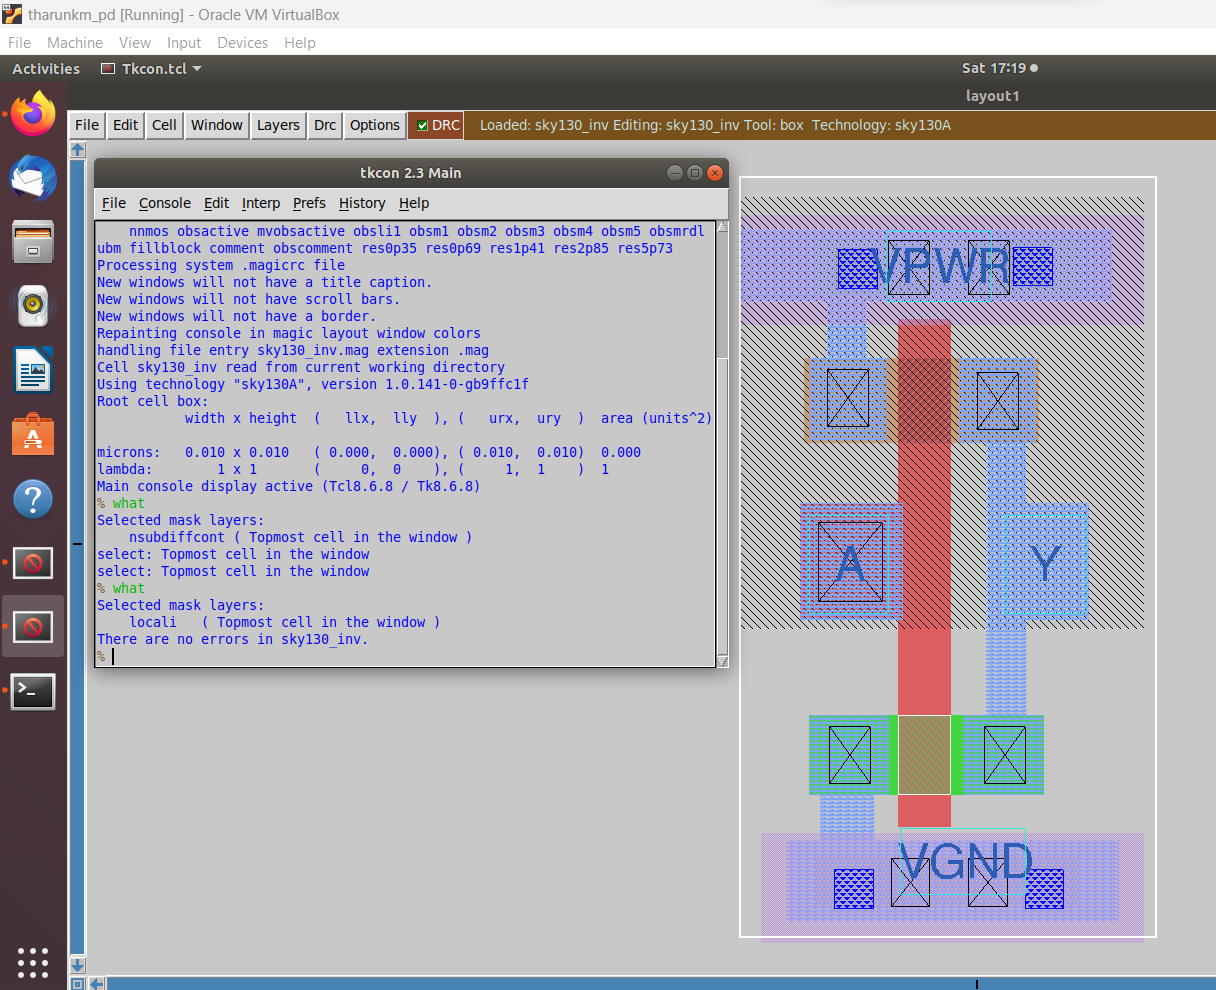 tharunkm_pd [Running] - Oracle VM VirtualBox
File Machine View Input Devices Help
Activities Tkcon.tcl Sat 17:19
layout1
File Edit Cell Window Layers Drc Options DRC Loaded: sky130_inv Editing: sky130_inv Tool: box Technology: sky130A
tkcon 2.3 Main
File Console Edit Interp Prefs History Help
nnmos obsactive mvobsactive obsli1 obsm1 obsm2 obsm3 obsm4 obsm5 obsmrdl
ubm fillblock comment obscomment res0p35 res0p69 res1p41 res2p85 res5p73
Processing system .magicrc file
New windows will not have a title caption.
New windows will not have scroll bars.
New windows will not have a border.
Repainting console in magic layout window colors
handling file entry sky130_inv.mag extension .mag
Cell sky130_inv read from current working directory
Using technology "sky130A", version 1.0.141-0-gb9ffc1f
Root cell box:
width x height ( llx, lly ), ( urx, ury ) area (units^2)
microns: 0.010 x 0.010 ( 0.000, 0.000), ( 0.010, 0.010) 0.000
lambda: 1 x 1 ( 0, 0 ), ( 1, 1 ) 1
Main console display active (Tcl8.6.8 / Tk8.6.8)
% what
Selected mask layers:
nsubdiffcont ( Topmost cell in the window )
select: Topmost cell in the window
select: Topmost cell in the window
% what
Selected mask layers:
locali ( Topmost cell in the window )
There are no errors in sky130_inv.
%
VPWR
A
Y
VGND